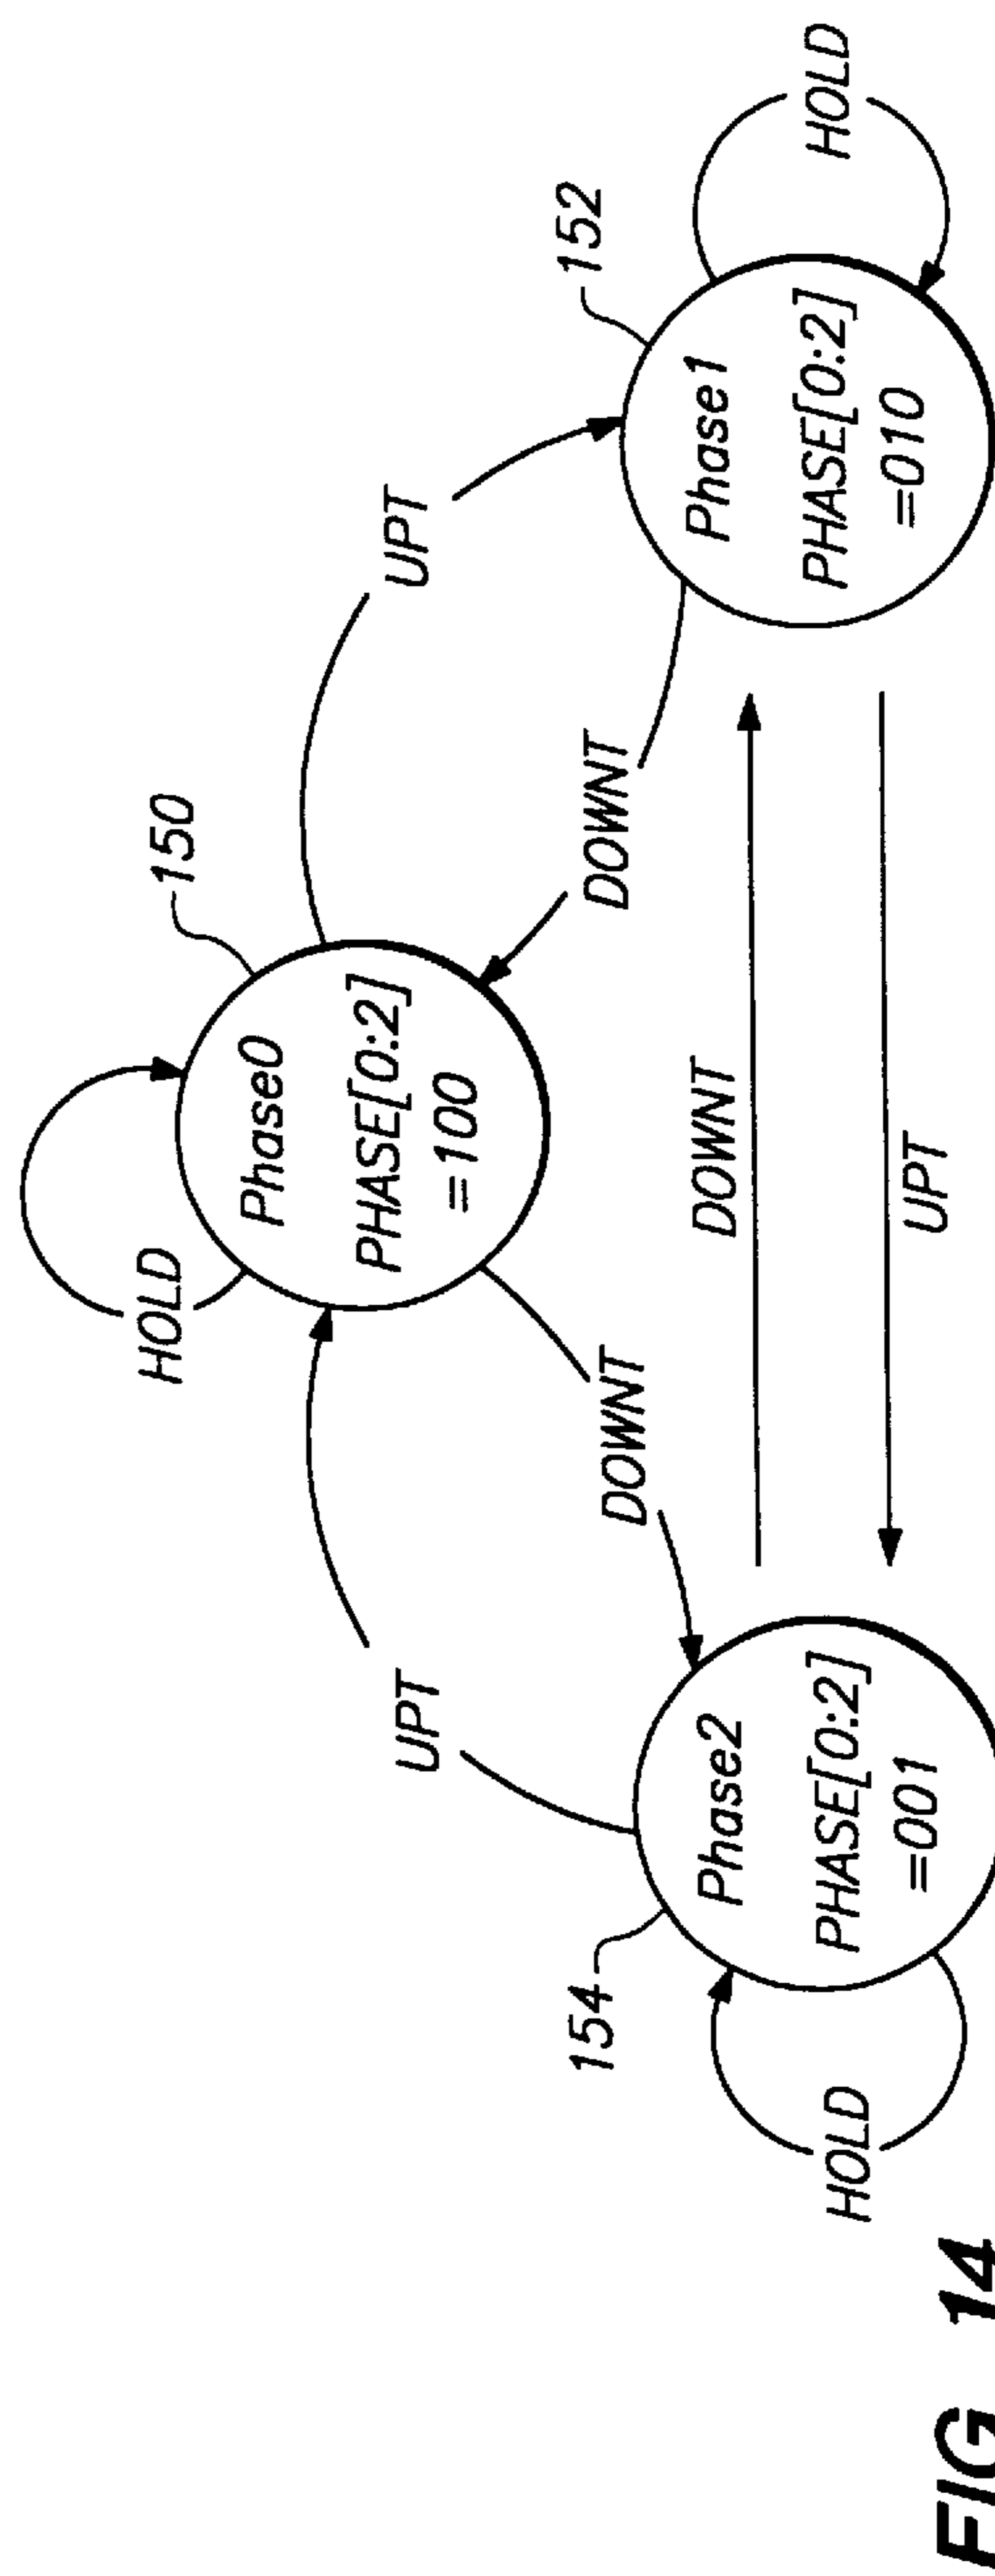 HOLD
150
Phase0
PHASE[0:2]
=100
UPT
UPT
DOWNT
DOWNT
154
152
Phase2
PHASE[0:2]
=001
DOWNT
UPT
Phase1
PHASE[0:2]
=010
HOLD
HOLD
FIG 14